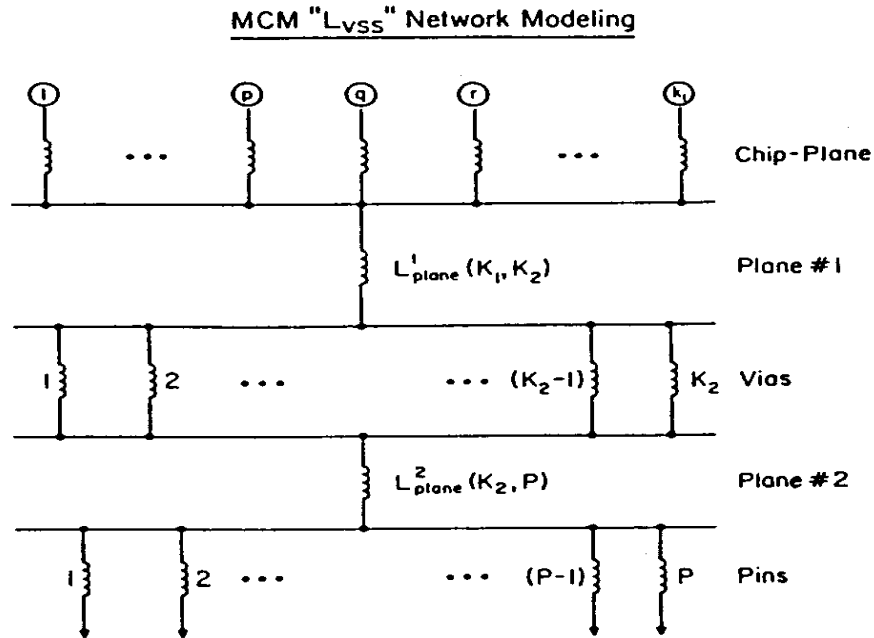 MCM "L_VSS" Network Modeling
1 p q r k₁
••• •••
Chip-Plane
L¹plane (K₁, K₂) Plane #1
1 2 ••• ••• (K₂-1) K₂ Vias
L²plane (K₂, P) Plane #2
1 2 ••• ••• (P-1) P Pins